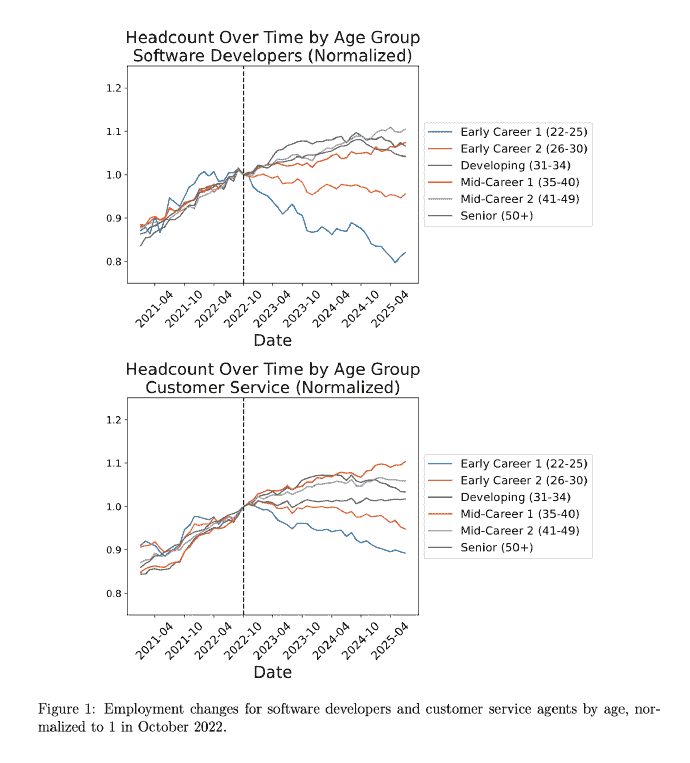 Headcount Over Time by Age Group
Software Developers (Normalized)
1.2
1.1
1.0
0.9
0.8
2021-04
2021-10
2022-04
2022-10
2023-04
2023-10
2024-04
2024-10
2025-04
Date
Early Career 1 (22-25)
Early Career 2 (26-30)
Developing (31-34)
Mid-Career 1 (35-40)
Mid-Career 2 (41-49)
Senior (50+)
Headcount Over Time by Age Group
Customer Service (Normalized)
1.2
1.1
1.0
0.9
0.8
2021-04
2021-10
2022-04
2022-10
2023-04
2023-10
2024-04
2024-10
2025-04
Date
Early Career 1 (22-25)
Early Career 2 (26-30)
Developing (31-34)
Mid-Career 1 (35-40)
Mid-Career 2 (41-49)
Senior (50+)
Figure 1: Employment changes for software developers and customer service agents by age, nor-
malized to 1 in October 2022.